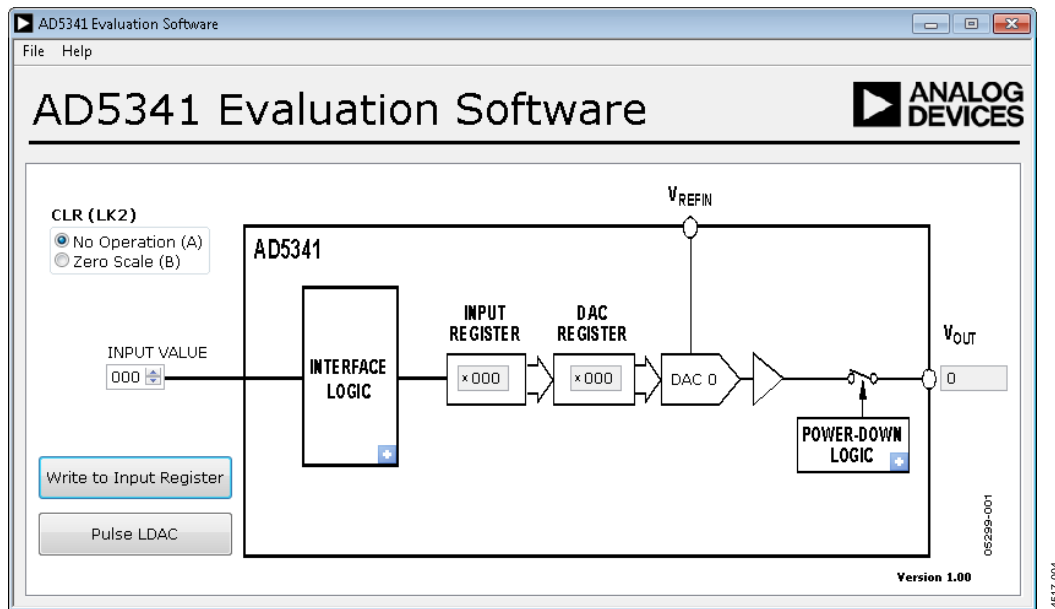 AD5341 Evaluation Software
File Help
AD5341 Evaluation Software
ANALOG
DEVICES
CLR (LK2)
No Operation (A)
Zero Scale (B)
VREFIN
AD5341
INPUT VALUE
000
INTERFACE
LOGIC
INPUT
REGISTER
×000
DAC
REGISTER
×000
DAC 0
VOUT
0
POWER-DOWN
LOGIC
Write to Input Register
Pulse LDAC
05299-001
Version 1.00